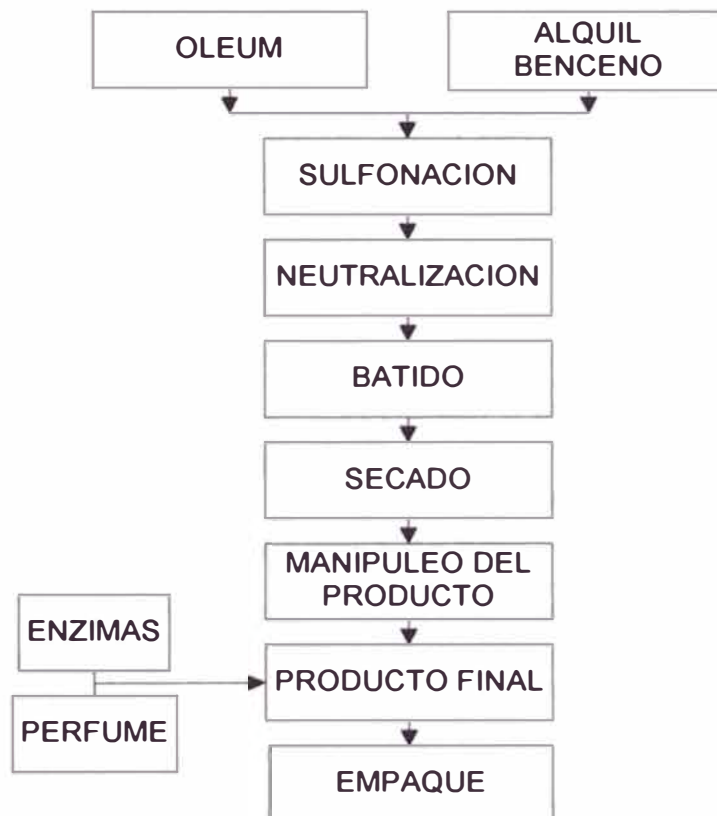 OLEUM
ALQUIL
BENCENO
SULFONACION
NEUTRALIZACION
BATIDO
SECADO
MANIPULEO DEL
PRODUCTO
ENZIMAS
PRODUCTO FINAL
PERFUME
EMPAQUE